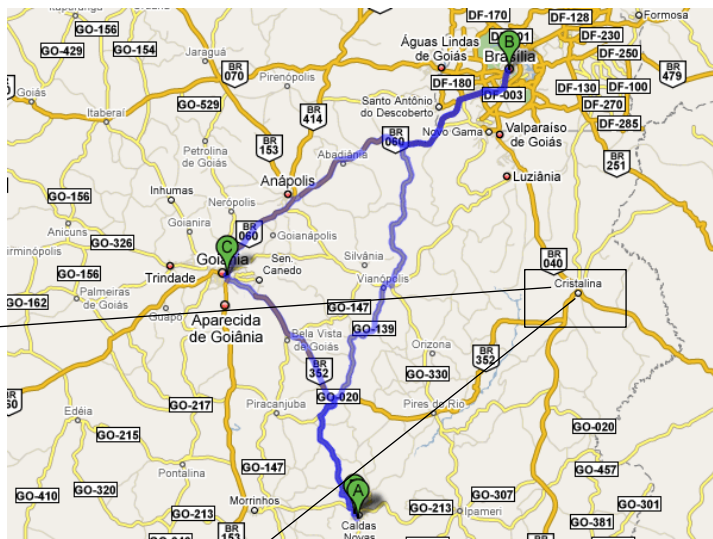 GO-156
GO-429
GO-154
Jaraguá
BR
070
Pirenópolis
GO-529
Goiás
Itaberaí
BR
153
BR
414
Petrolina
de Goiás
Anápolis
Abadiânia
BR
060
DF-170
DF-128
Formosa
DF-230
Águas Lindas
de Goiás
B
Brasília
DF-250
BR
479
DF-180
DF-003
DF-130
DF-100
DF-270
DF-285
Santo Antônio
do Descoberto
Novo Gama
Valparaíso
de Goiás
BR
251
Luziânia
GO-156
Inhumas
Nerópolis
Anicuns
Goianira
GO-326
BR
060
Goianápolis
C
Goiânia
Sen.
Canedo
Trindade
GO-156
Palmeiras
de Goiás
GO-162
Guapo
Aparecida
de Goiânia
Silvânia
Vianópolis
GO-147
GO-139
Bela Vista
de Goiás
BR
352
Orizona
GO-330
BR
352
BR
040
Cristalina
GO-020
Pires do Rio
GO-217
Piracanjuba
Edéia
GO-215
Pontalina
GO-147
GO-410
GO-320
Morrinhos
BR
153
A
Caldas
Novas
GO-213
GO-307
Ipameri
GO-020
GO-457
GO-213
GO-301
GO-381